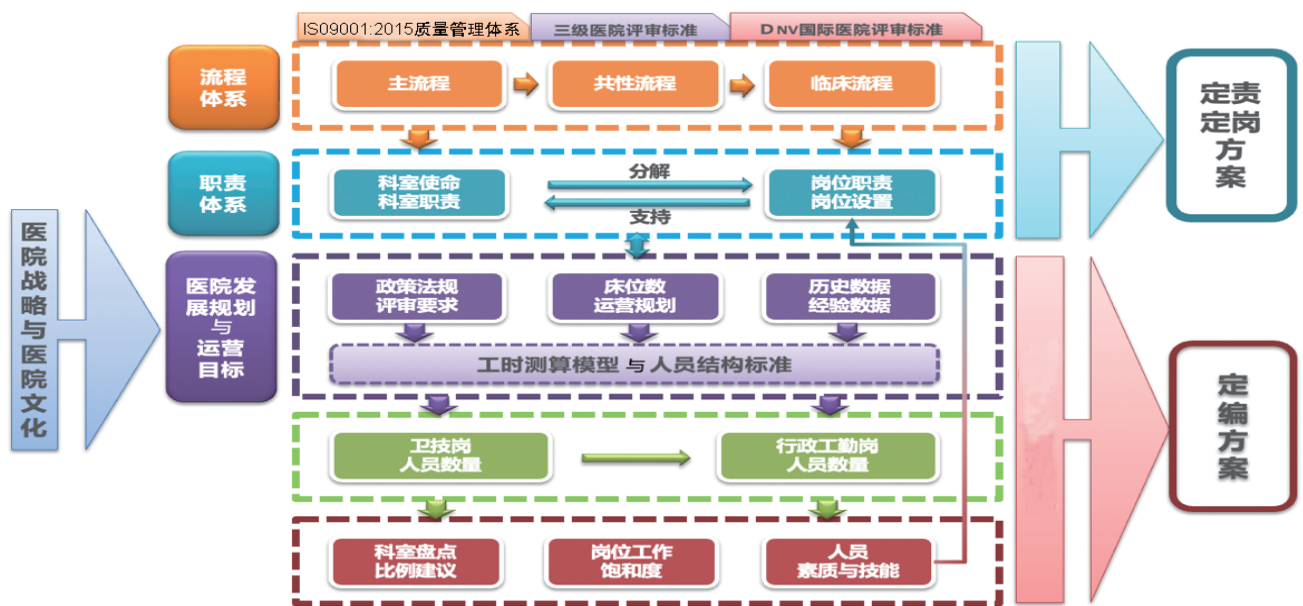 IS09001:2015质量管理体系
三级医院评审标准
DNV国际医院评审标准
流程
体系
主流程
共性流程
临床流程
定责
定岗
方
案
职责
体系
科室使命
科室职责
分解
支持
岗位职责
岗位设置
医院战略与医院文化
医院发
展规划
与
运营
目标
政策法规
评审要求
床位数
运营规划
历史数据
经验数据
工时测算模型与人员结构标准
定
编
方
案
卫技岗
人员数量
行政工勤岗
人员数量
科室盘点
比例建议
岗位工作
饱和度
人员
素质与技能